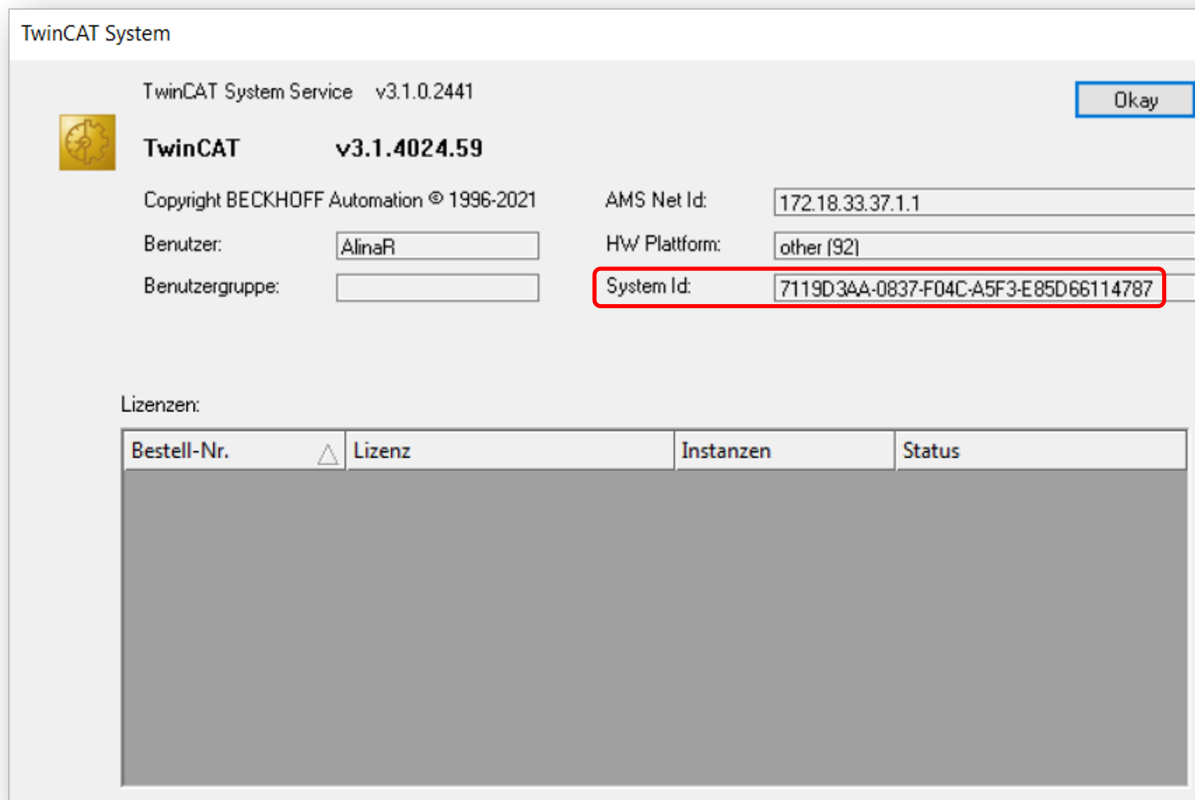 TwinCAT System
TwinCAT System Service v3.1.0.2441
Okay
TwinCAT v3.1.4024.59
Copyright BECKHOFF Automation © 1996-2021
AMS Net Id: 172.18.33.37.1.1
Benutzer: AlinaR
HW Plattform: other (92)
Benutzergruppe:
System Id: 7119D3AA-0837-F04C-A5F3-E85D66114787
Lizenzen:
Bestell-Nr. Lizenz Instanzen Status